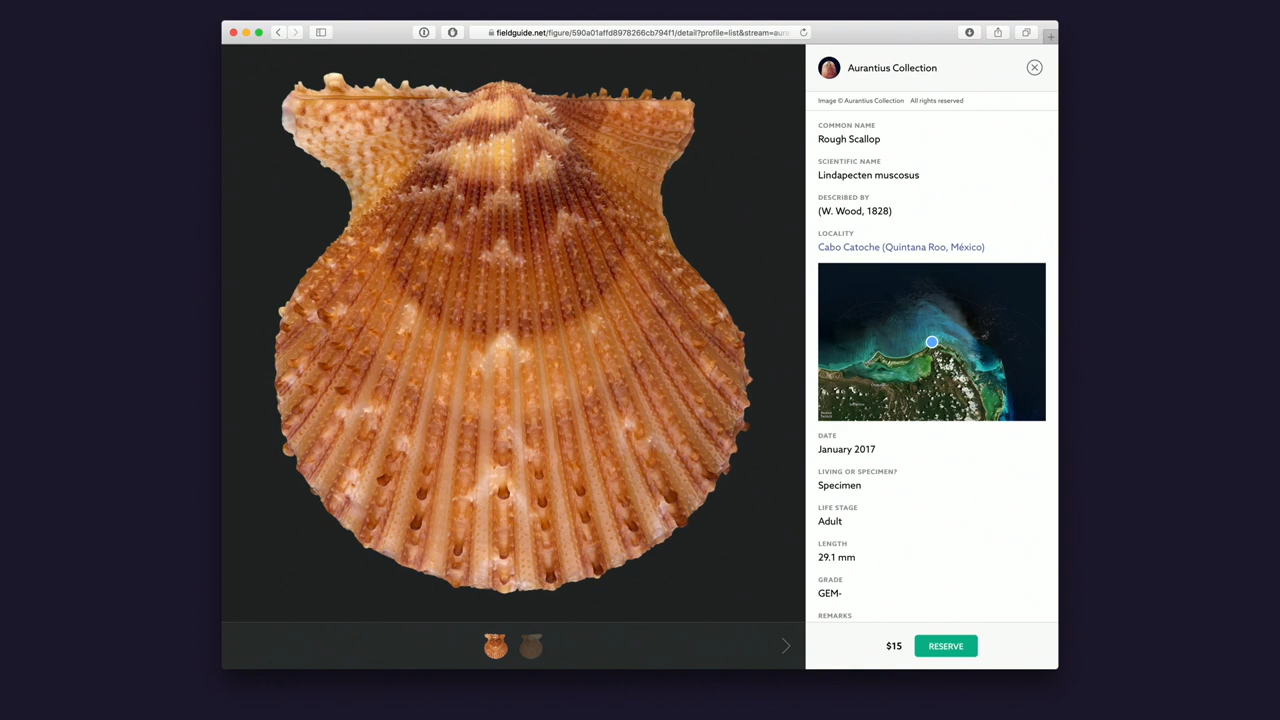 fieldguide.net/figure/590a01affd8978266cb794f1/detail?profile=list&stream=aura
Aurantius Collection
Image © Aurantius Collection All rights reserved
COMMON NAME
Rough Scallop
SCIENTIFIC NAME
Lindapecten muscosus
DESCRIBED BY
(W. Wood, 1828)
LOCALITY
Cabo Catoche (Quintana Roo, México)
DATE
January 2017
LIVING OR SPECIMEN?
Specimen
LIFE STAGE
Adult
LENGTH
29.1 mm
GRADE
GEM-
REMARKS
$15 RESERVE